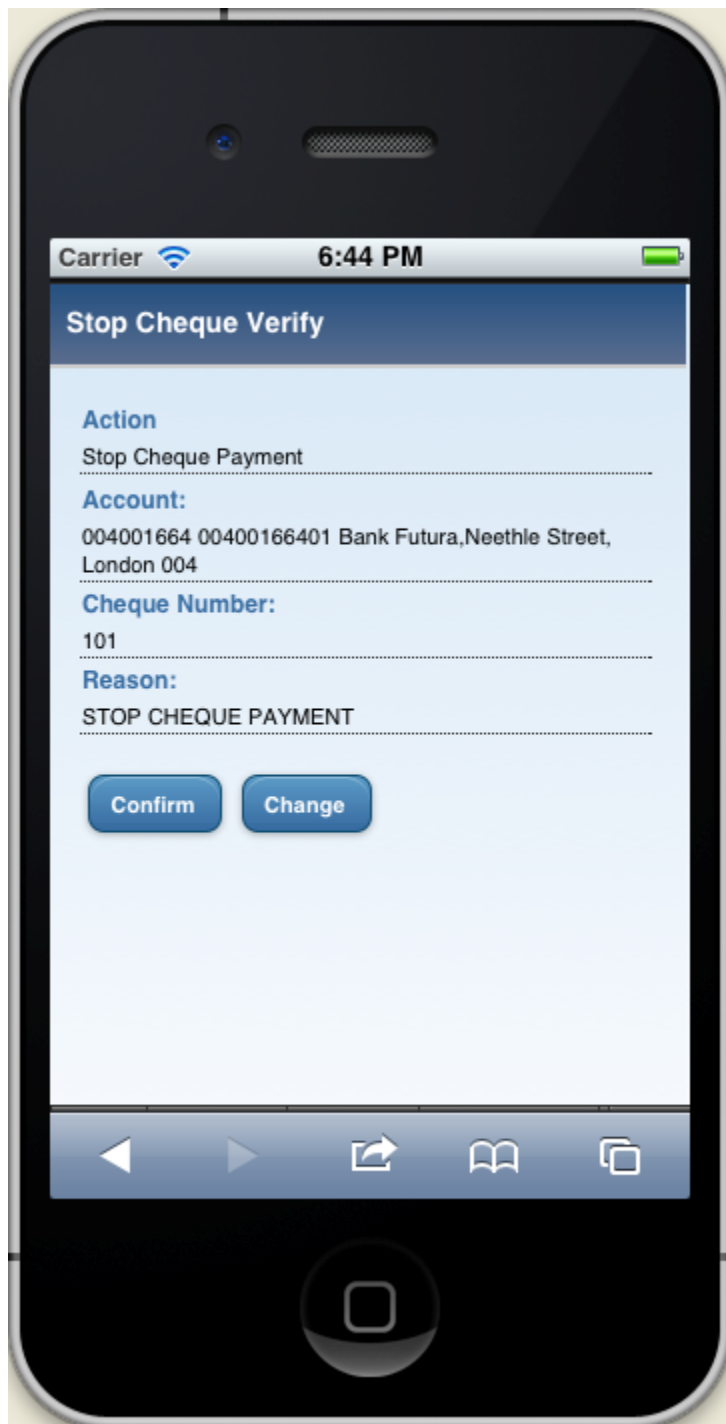 Carrier 6:44 PM
Stop Cheque Verify
Action
Stop Cheque Payment
Account:
004001664 00400166401 Bank Futura,Neethle Street,
London 004
Cheque Number:
101
Reason:
STOP CHEQUE PAYMENT
Confirm Change